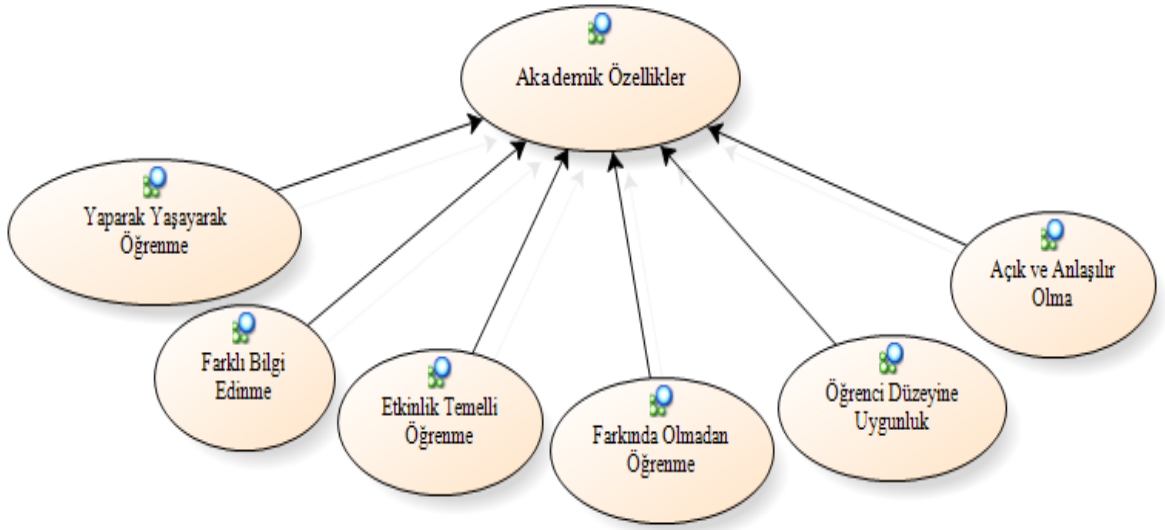 Akademik Özellikler
Yaparak Yaşayarak
Öğrenme
Farklı Bilgi
Edinme
Etkinlik Temelli
Öğrenme
Farkında Olmadan
Öğrenme
Öğrenci Düzeyine
Uygunluk
Açık ve Anlaşılır
Olma